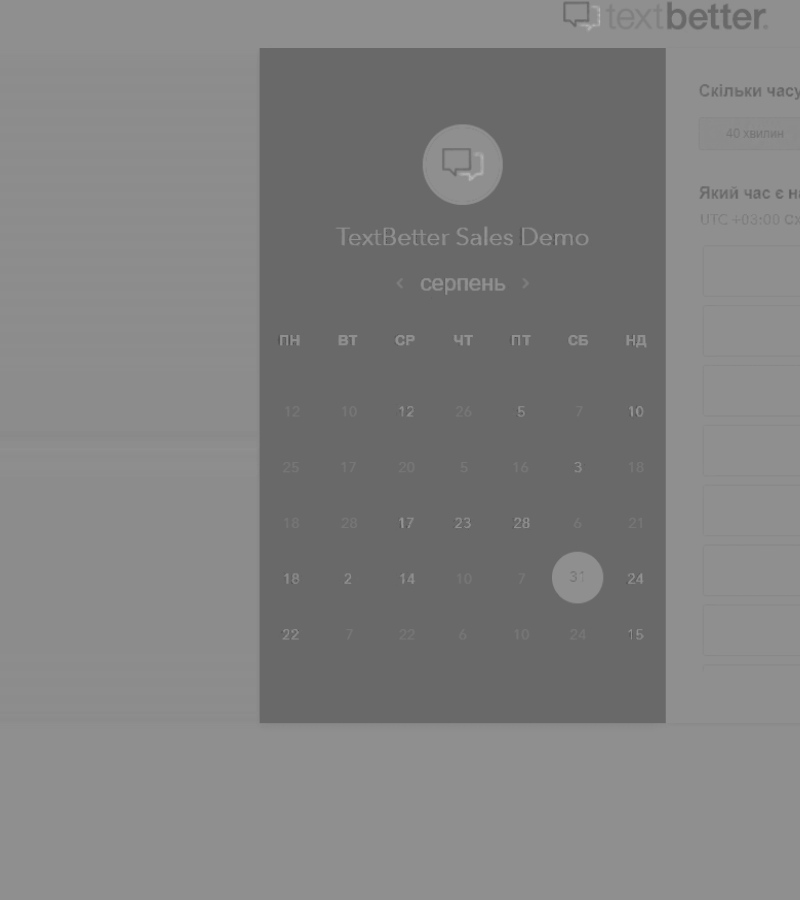 textbetter.
TextBetter Sales Demo
серпень
ПН ВТ СР ЧТ ПТ СБ НД
12 10 12 26 5 7 10
25 17 20 5 16 3 18
18 28 17 23 28 6 21
18 2 14 10 7 31 24
22 7 22 6 10 24 15
Скільки часу
40 хвилин
Який час є
UTC +03:00